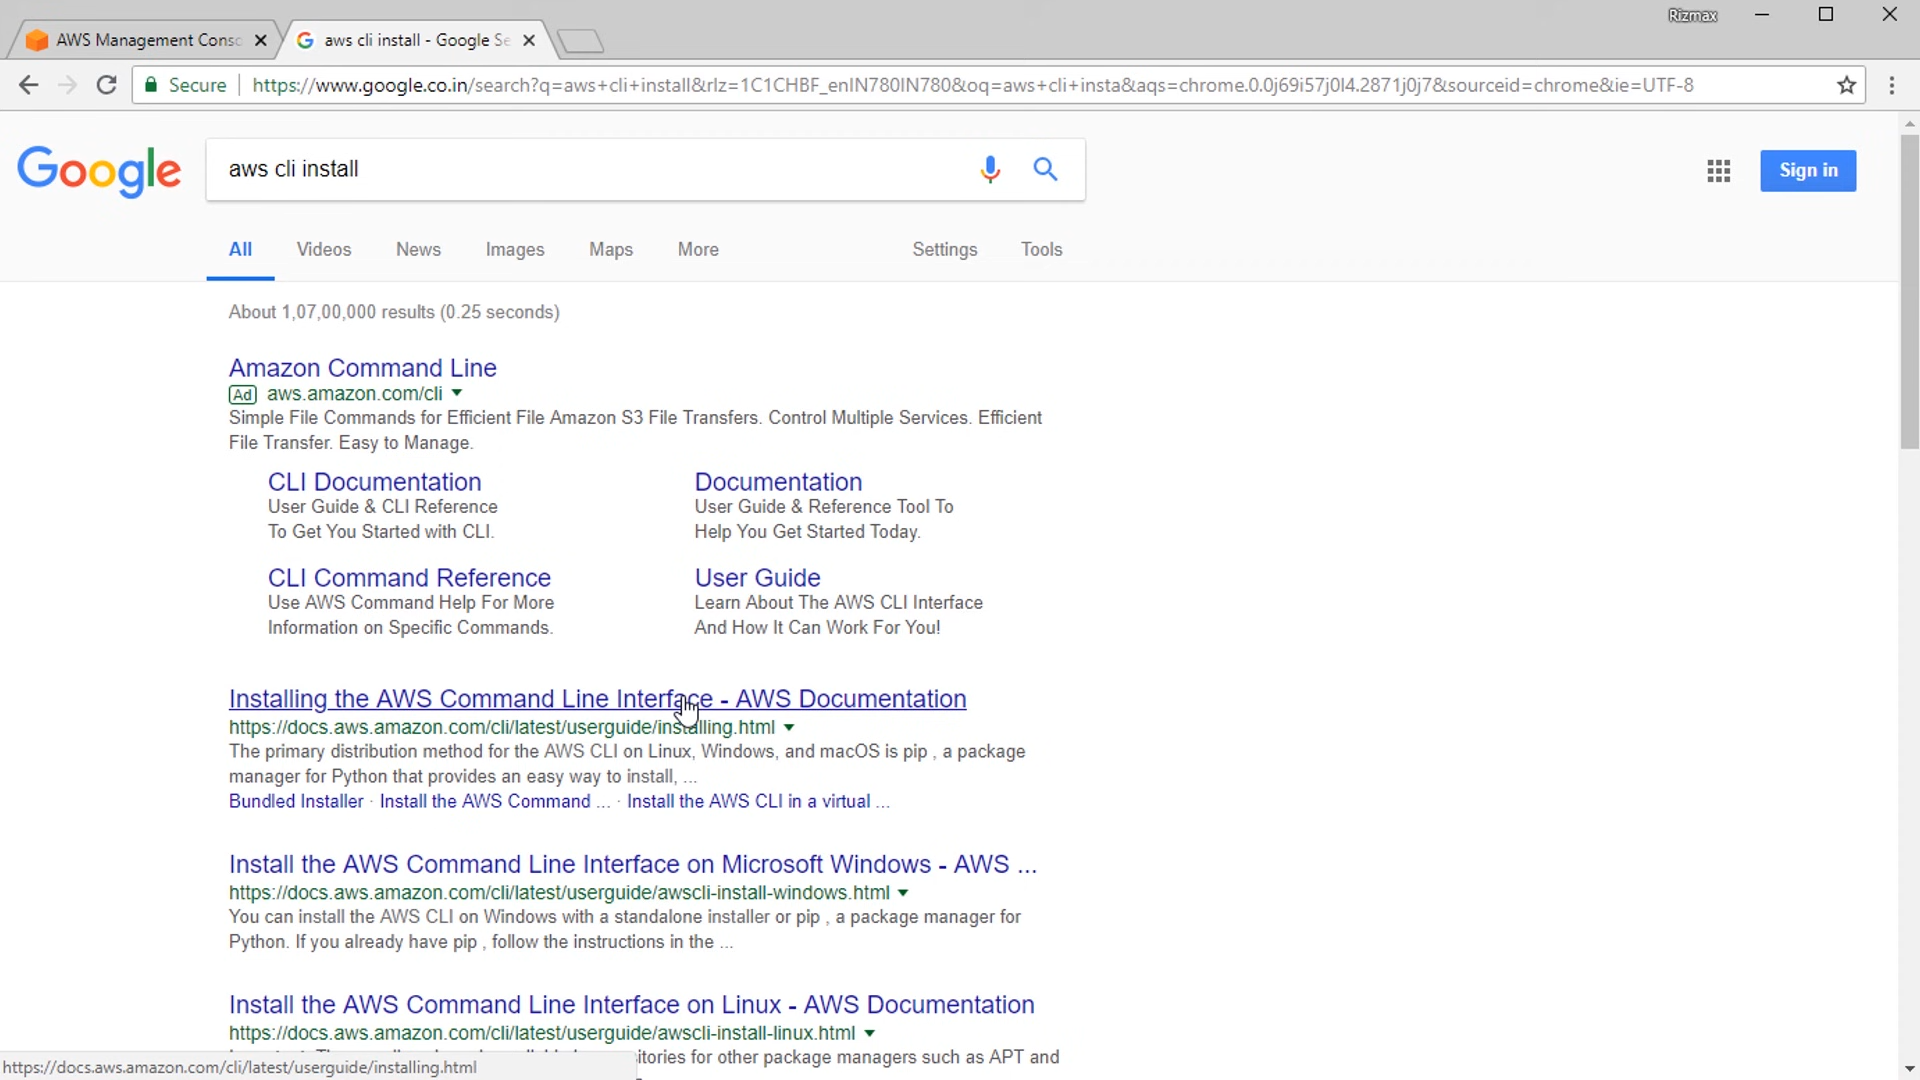 Rizmax
AWS Management Conso
aws cli install - Google Se
Secure
https://www.google.co.in/search?q=aws+cli+install&rlz=1C1CHBF_enIN780IN780&oq=aws+cli+insta&aqs=chrome.0.0j69i57j0l4.2871j0j7&sourceid=chrome&ie=UTF-8
Google
aws cli install
Sign in
All Videos News Images Maps More Settings Tools
About 1,07,00,000 results (0.25 seconds)
Amazon Command Line
Ad aws.amazon.com/cli
Simple File Commands for Efficient File Amazon S3 File Transfers. Control Multiple Services. Efficient
File Transfer. Easy to Manage.
CLI Documentation
User Guide & CLI Reference
To Get You Started with CLI.
Documentation
User Guide & Reference Tool To
Help You Get Started Today.
CLI Command Reference
Use AWS Command Help For More
Information on Specific Commands.
User Guide
Learn About The AWS CLI Interface
And How It Can Work For You!
Installing the AWS Command Line Interface - AWS Documentation
https://docs.aws.amazon.com/cli/latest/userguide/installing.html
The primary distribution method for the AWS CLI on Linux, Windows, and macOS is pip , a package
manager for Python that provides an easy way to install, ...
Bundled Installer · Install the AWS Command ... · Install the AWS CLI in a virtual ...
Install the AWS Command Line Interface on Microsoft Windows - AWS ...
https://docs.aws.amazon.com/cli/latest/userguide/awscli-install-windows.html
You can install the AWS CLI on Windows with a standalone installer or pip , a package manager for
Python. If you already have pip , follow the instructions in the ...
Install the AWS Command Line Interface on Linux - AWS Documentation
https://docs.aws.amazon.com/cli/latest/userguide/awscli-install-linux.html
itories for other package managers such as APT and
https://docs.aws.amazon.com/cli/latest/userguide/installing.html